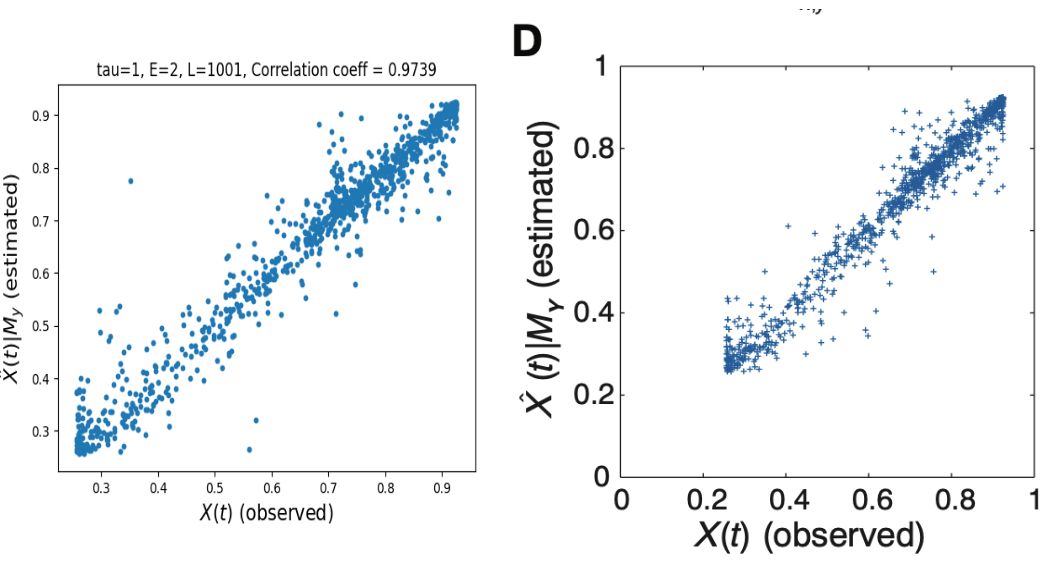 tau=1, E=2, L=1001, Correlation coeff = 0.9739
0.9
0.8
0.7
0.6
0.5
0.4
0.3
X̂(t)|My (estimated)
0.3 0.4 0.5 0.6 0.7 0.8 0.9
X(t) (observed)
D
1
0.8
0.6
0.4
0.2
0
X̂ (t)|MY (estimated)
0 0.2 0.4 0.6 0.8 1
X(t) (observed)